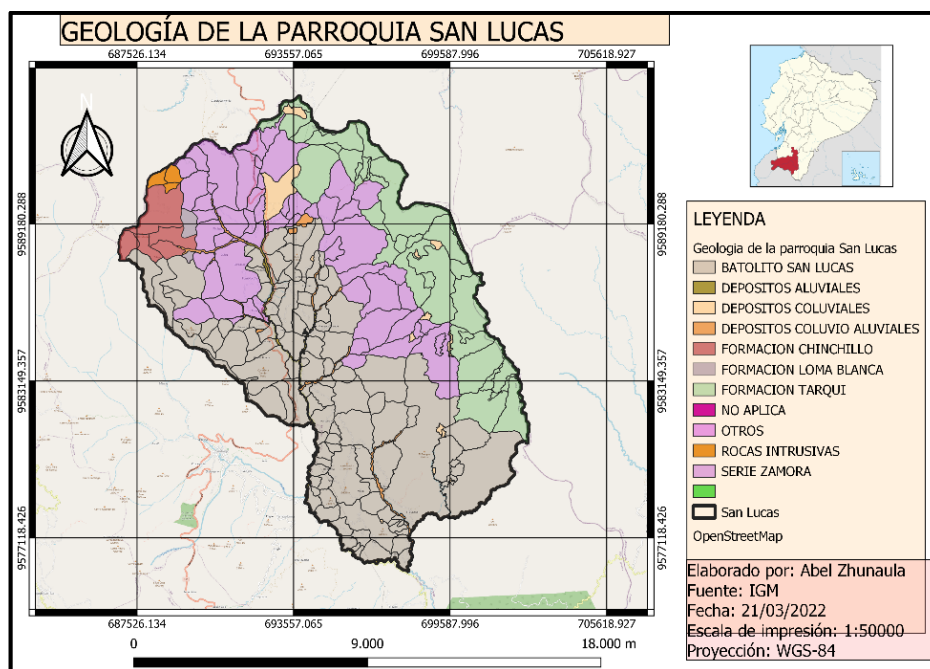 GEOLOGÍA DE LA PARROQUIA SAN LUCAS
687526.134 693557.065 699587.996 705618.927
N
9589180.288 9589180.288
9583149.357 9583149.357
9577118.426 9577118.426
687526.134 693557.065 699587.996 705618.927
0 9.000 18.000 m
LEYENDA
Geologia de la parroquia San Lucas
BATOLITO SAN LUCAS
DEPOSITOS ALUVIALES
DEPOSITOS COLUVIALES
DEPOSITOS COLUVIO ALUVIALES
FORMACION CHINCHILLO
FORMACION LOMA BLANCA
FORMACION TARQUI
NO APLICA
OTROS
ROCAS INTRUSIVAS
SERIE ZAMORA
San Lucas
OpenStreetMap
Elaborado por: Abel Zhunaula
Fuente: IGM
Fecha: 21/03/2022
Escala de impresión: 1:50000
Proyección: WGS-84